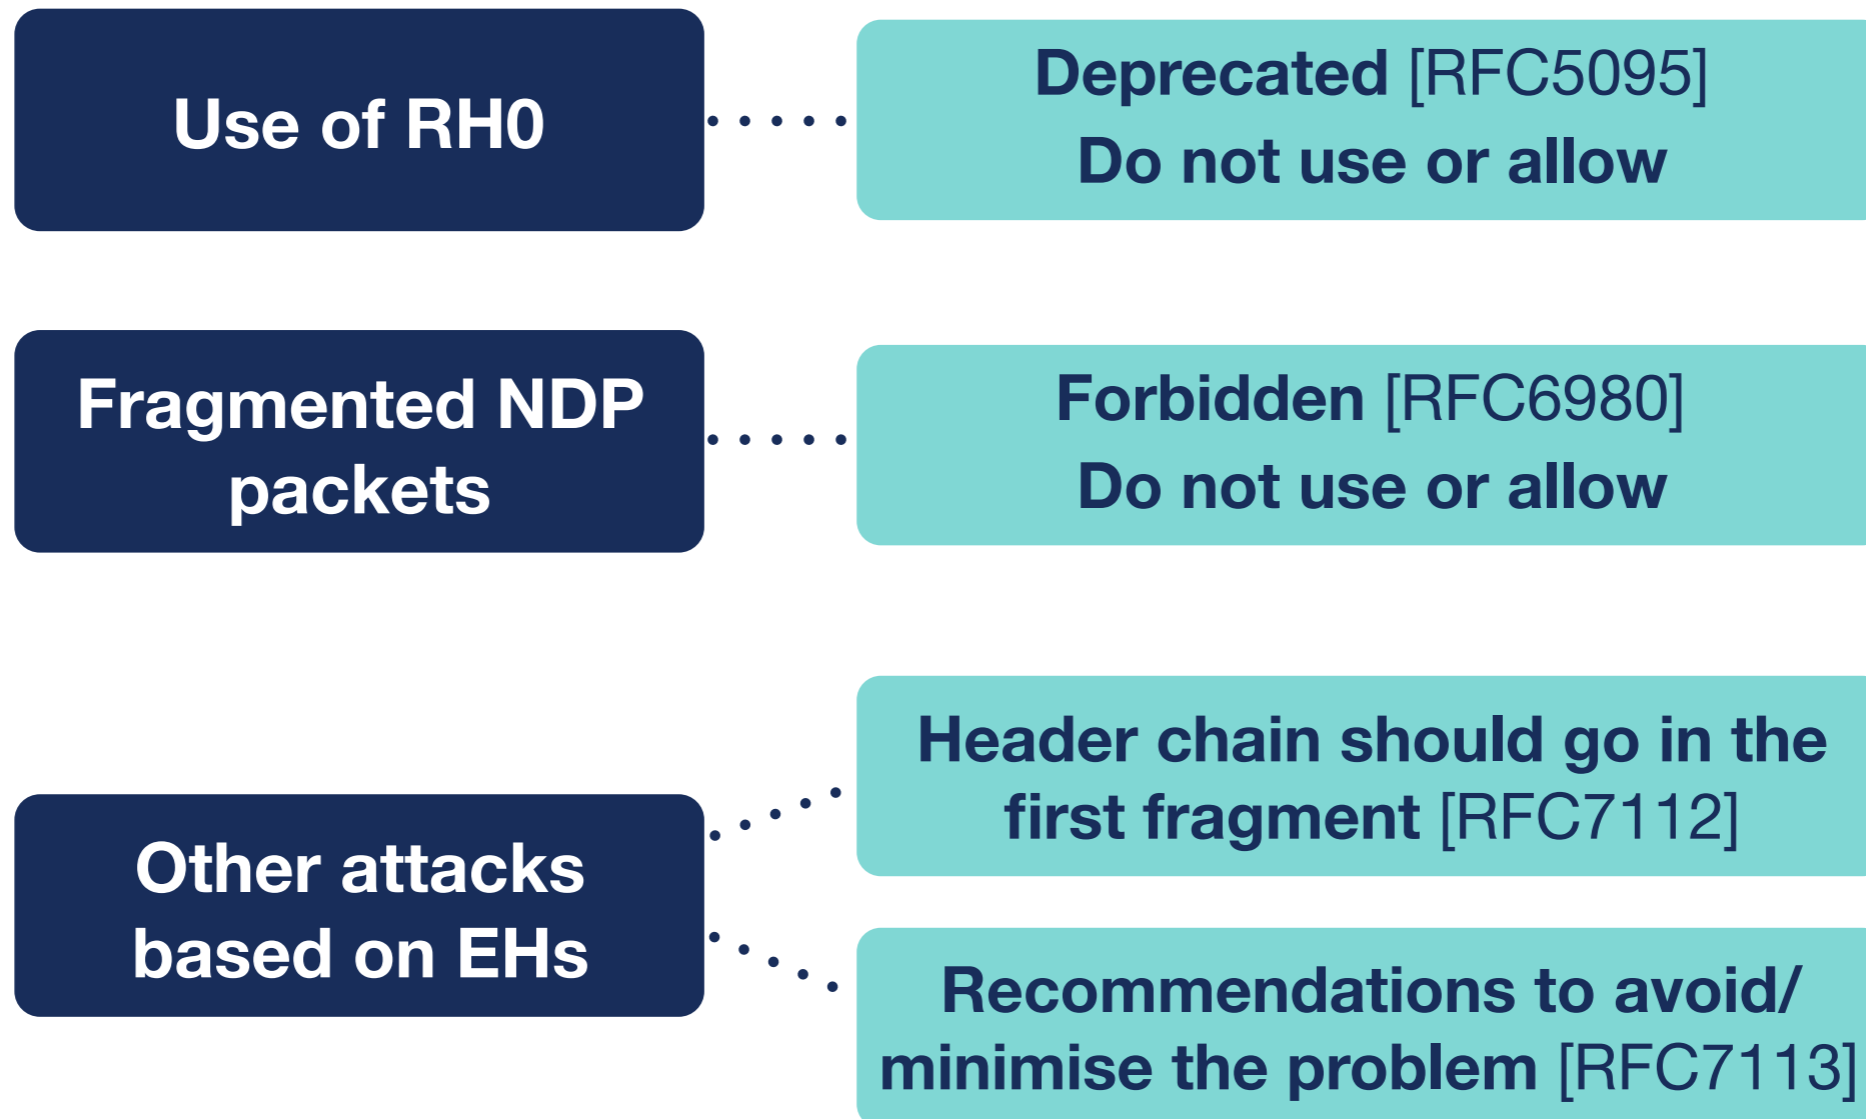 Use of RH0
Deprecated [RFC5095]
Do not use or allow
Fragmented NDP
packets
Forbidden [RFC6980]
Do not use or allow
Other attacks
based on EHs
Header chain should go in the
first fragment [RFC7112]
Recommendations to avoid/
minimise the problem [RFC7113]